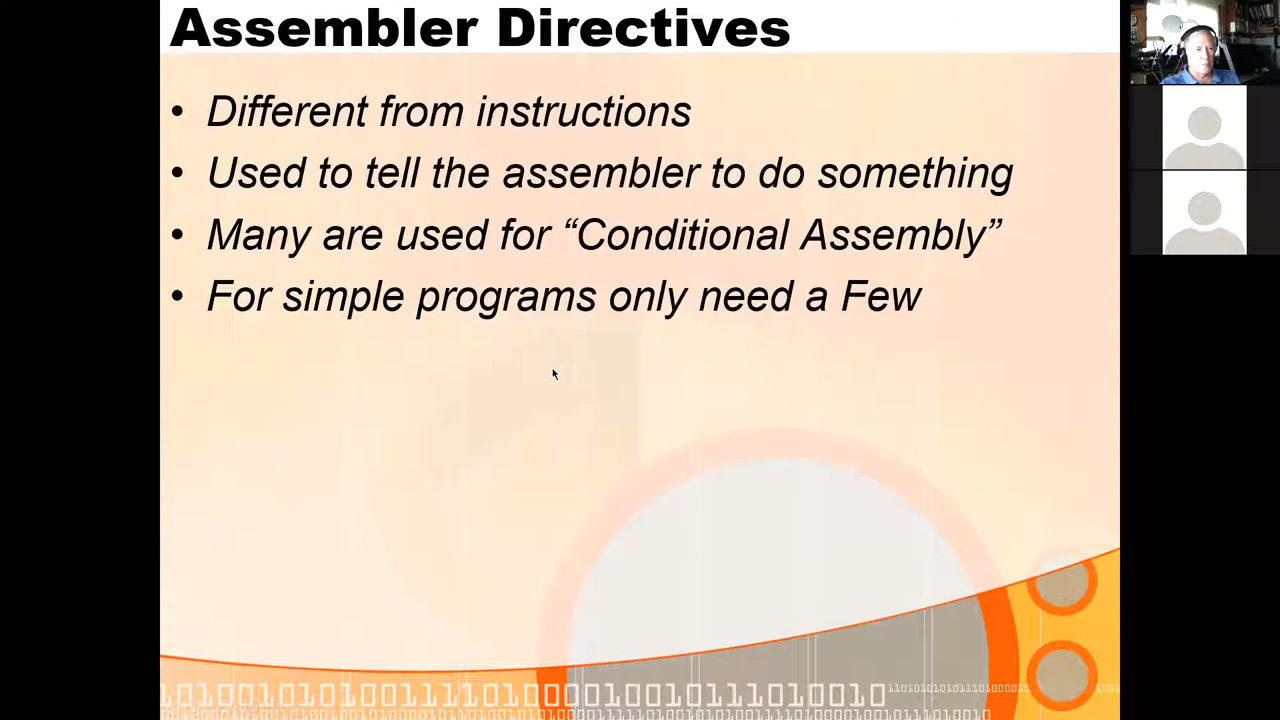 Assembler Directives
• Different from instructions
• Used to tell the assembler to do something
• Many are used for “Conditional Assembly”
• For simple programs only need a Few